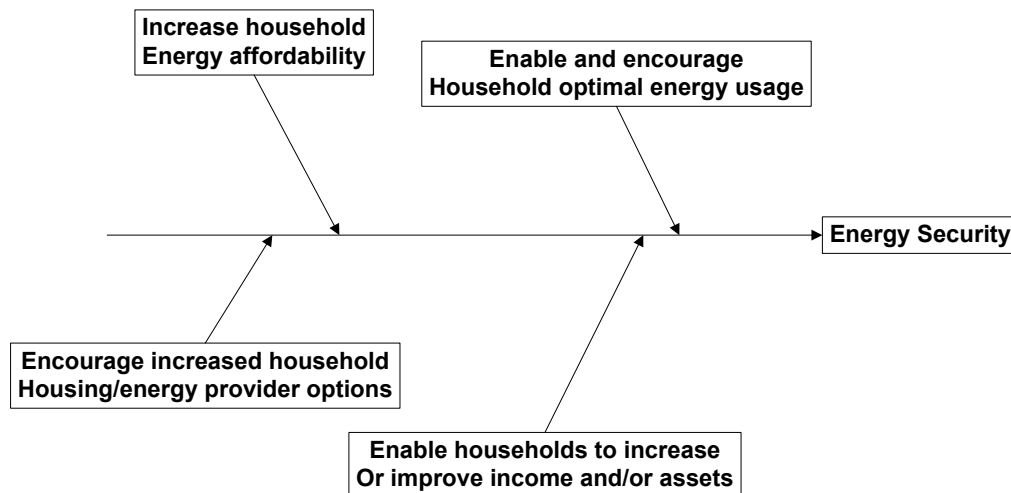 Increase household
Energy affordability
Enable and encourage
Household optimal energy usage
Energy Security
Encourage increased household
Housing/energy provider options
Enable households to increase
Or improve income and/or assets